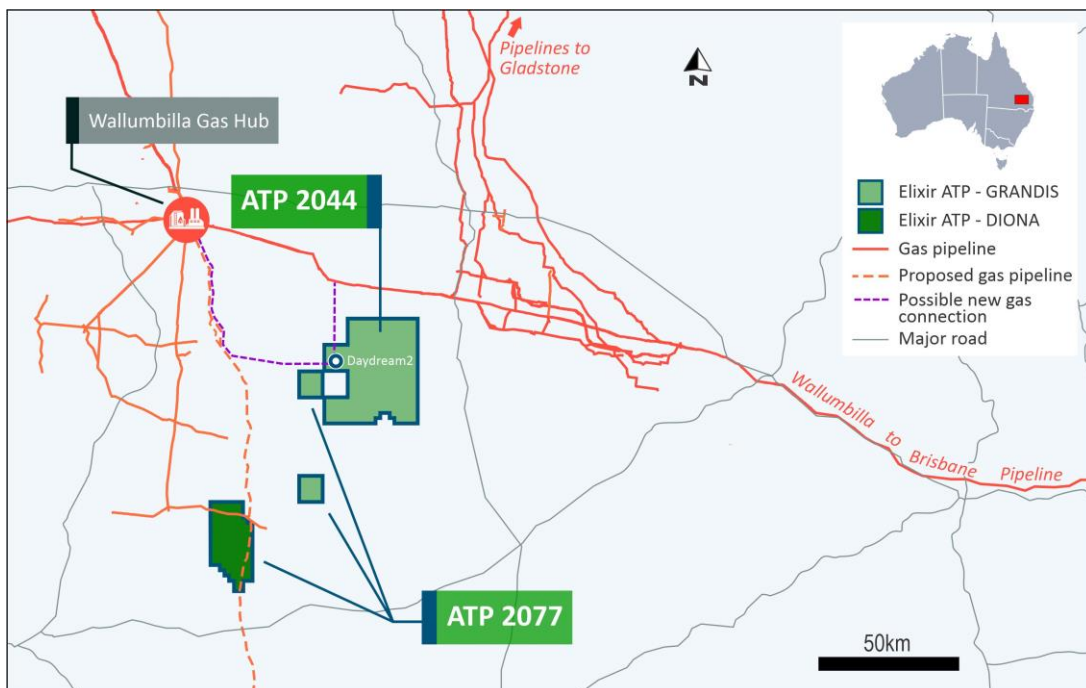 Pipelines to
Gladstone
N
Wallumbilla Gas Hub
ATP 2044
Elixir ATP - GRANDIS
Elixir ATP - DIONA
Gas pipeline
Proposed gas pipeline
Possible new gas
connection
Major road
Daydream2
Wallumbilla to Brisbane Pipeline
ATP 2077
50km